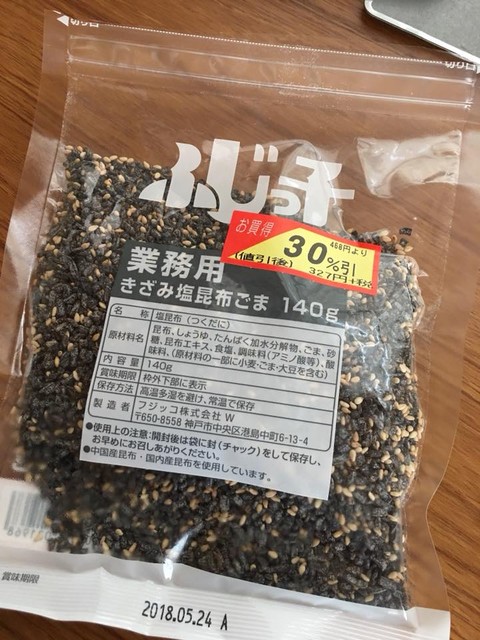 切り口
切り口
ふじっ子
お買得
468円より
30%引
(値引後) 327円+税
業務用
きざみ塩昆布ごま 140g
名 称 塩昆布(つくだに)
原材料名 昆布、しょうゆ、たんぱく加水分解物、ごま、砂
糖、昆布エキス、食塩、調味料(アミノ酸等)、酸
味料、(原材料の一部に小麦・ごま・大豆を含む)
内 容 量 140g
賞味期限 枠外下部に表示
保存方法 高温多湿を避け、常温で保存
製 造 者 フジッコ株式会社 W
〒650-8558 神戸市中央区港島中町6-13-4
●使用上の注意:開封後は袋に封(チャック)をして保存し、
お早めにお召しあがりください。
●中国産昆布・国内産昆布を使用しています。
賞味期限
2018.05.24 A